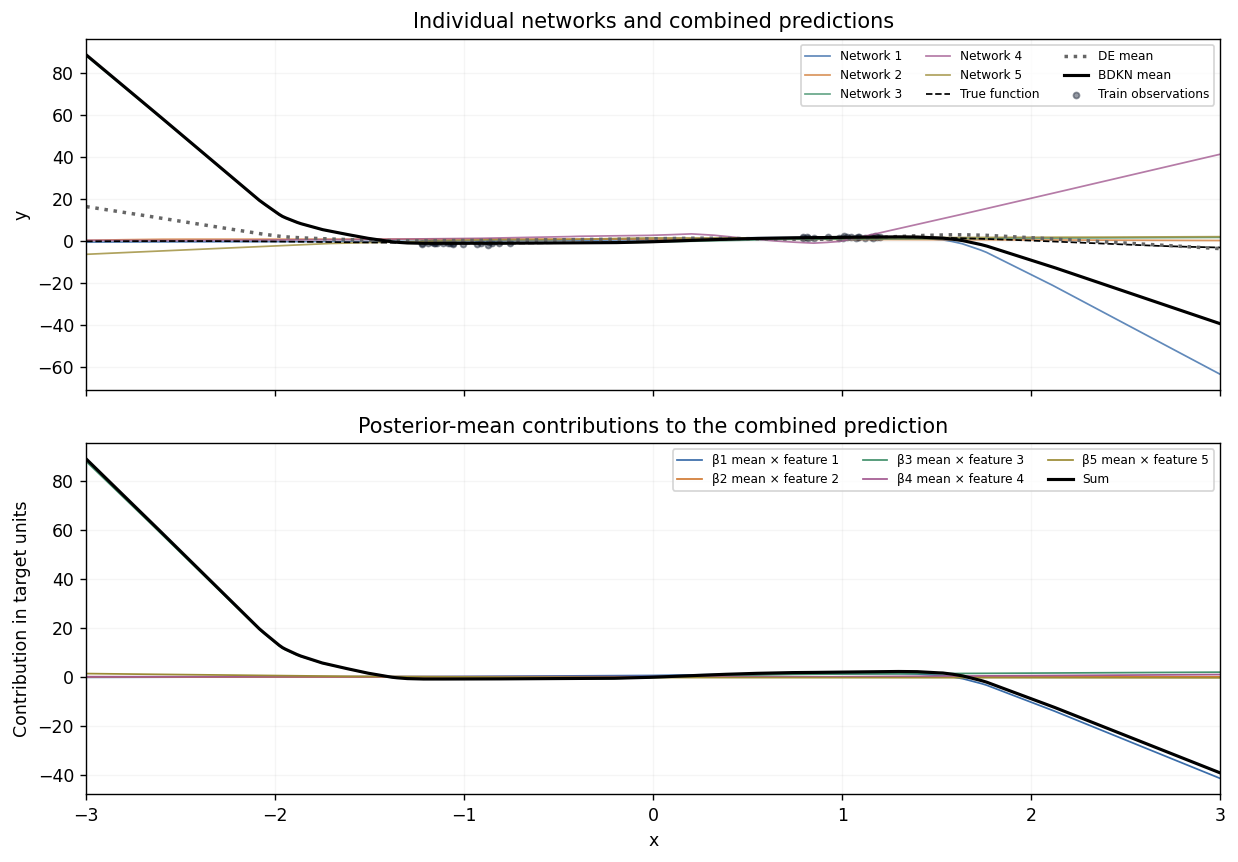 Individual networks and combined predictions
Network 1 Network 4 DE mean
Network 2 Network 5 BDKN mean
Network 3 True function Train observations
80
60
40
20
0
−20
−40
−60
y
Posterior-mean contributions to the combined prediction
β1 mean × feature 1 β3 mean × feature 3 β5 mean × feature 5
β2 mean × feature 2 β4 mean × feature 4 Sum
80
60
40
20
0
−20
−40
Contribution in target units
−3 −2 −1 0 1 2 3
x